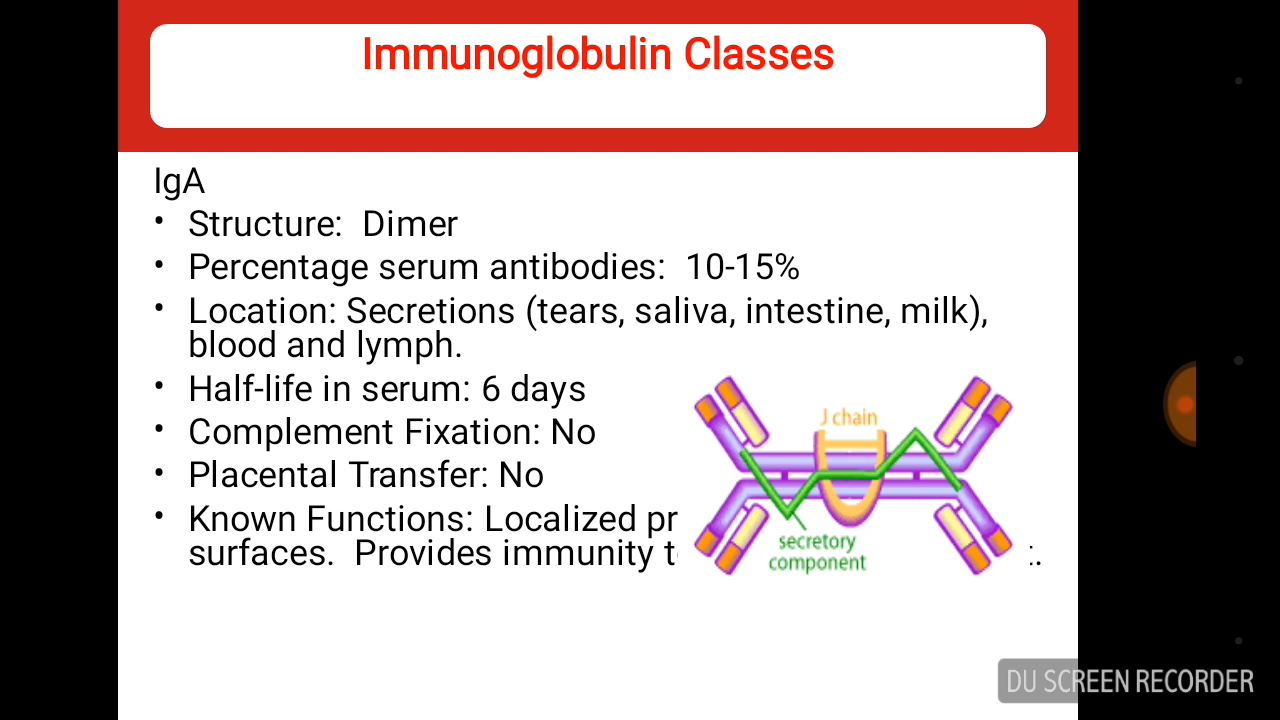 Immunoglobulin Classes
IgA
• Structure: Dimer
• Percentage serum antibodies: 10-15%
• Location: Secretions (tears, saliva, intestine, milk),
blood and lymph.
• Half-life in serum: 6 days
• Complement Fixation: No
• Placental Transfer: No
• Known Functions: Localized
surfaces. Provides immunity
J chain
secretory
component
DU SCREEN RECORDER